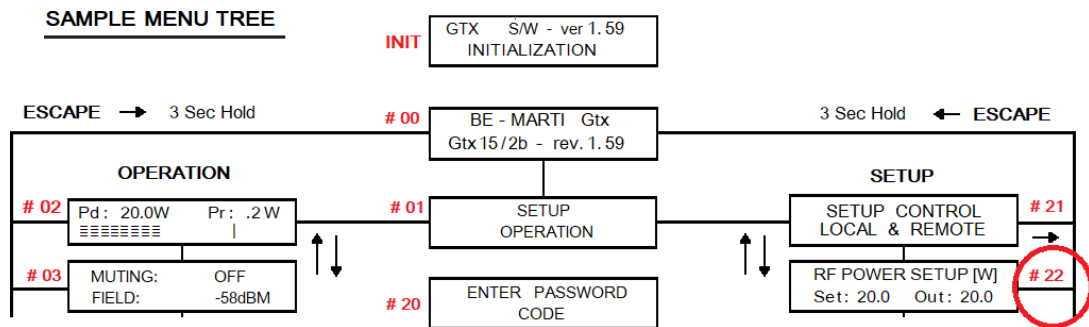 SAMPLE MENU TREE
INIT
GTX S/W - ver 1.59
INITIALIZATION
ESCAPE → 3 Sec Hold
# 00
BE - MARTI Gtx
Gtx 15 / 2b - rev. 1.59
3 Sec Hold ← ESCAPE
OPERATION
SETUP
# 02
Pd : 20.0W Pr : .2 W
# 01
SETUP
OPERATION
SETUP CONTROL
LOCAL & REMOTE
# 21
# 03
MUTING: OFF
FIELD: -58dBM
# 20
ENTER PASSWORD
CODE
RF POWER SETUP [W]
Set: 20.0 Out: 20.0
# 22